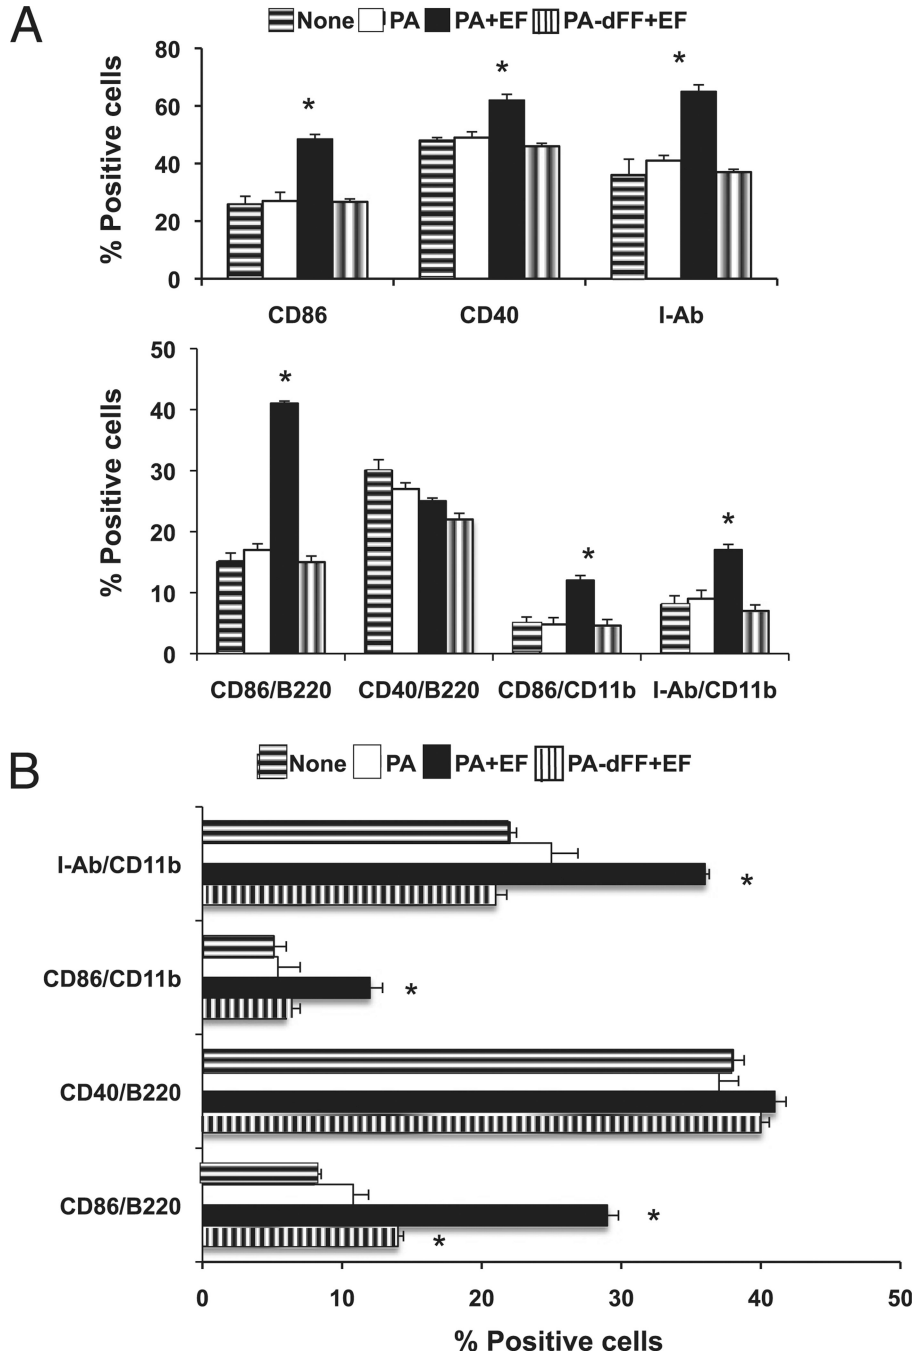 A
None PA PA+EF PA-dFF+EF
% Positive cells
80
60
40
20
0
* * *
CD86 CD40 I-Ab
% Positive cells
50
40
30
20
10
0
* * *
CD86/B220 CD40/B220 CD86/CD11b I-Ab/CD11b
B
None PA PA+EF PA-dFF+EF
I-Ab/CD11b
*
CD86/CD11b
*
CD40/B220
CD86/B220
*
*
0 10 20 30 40 50
% Positive cells